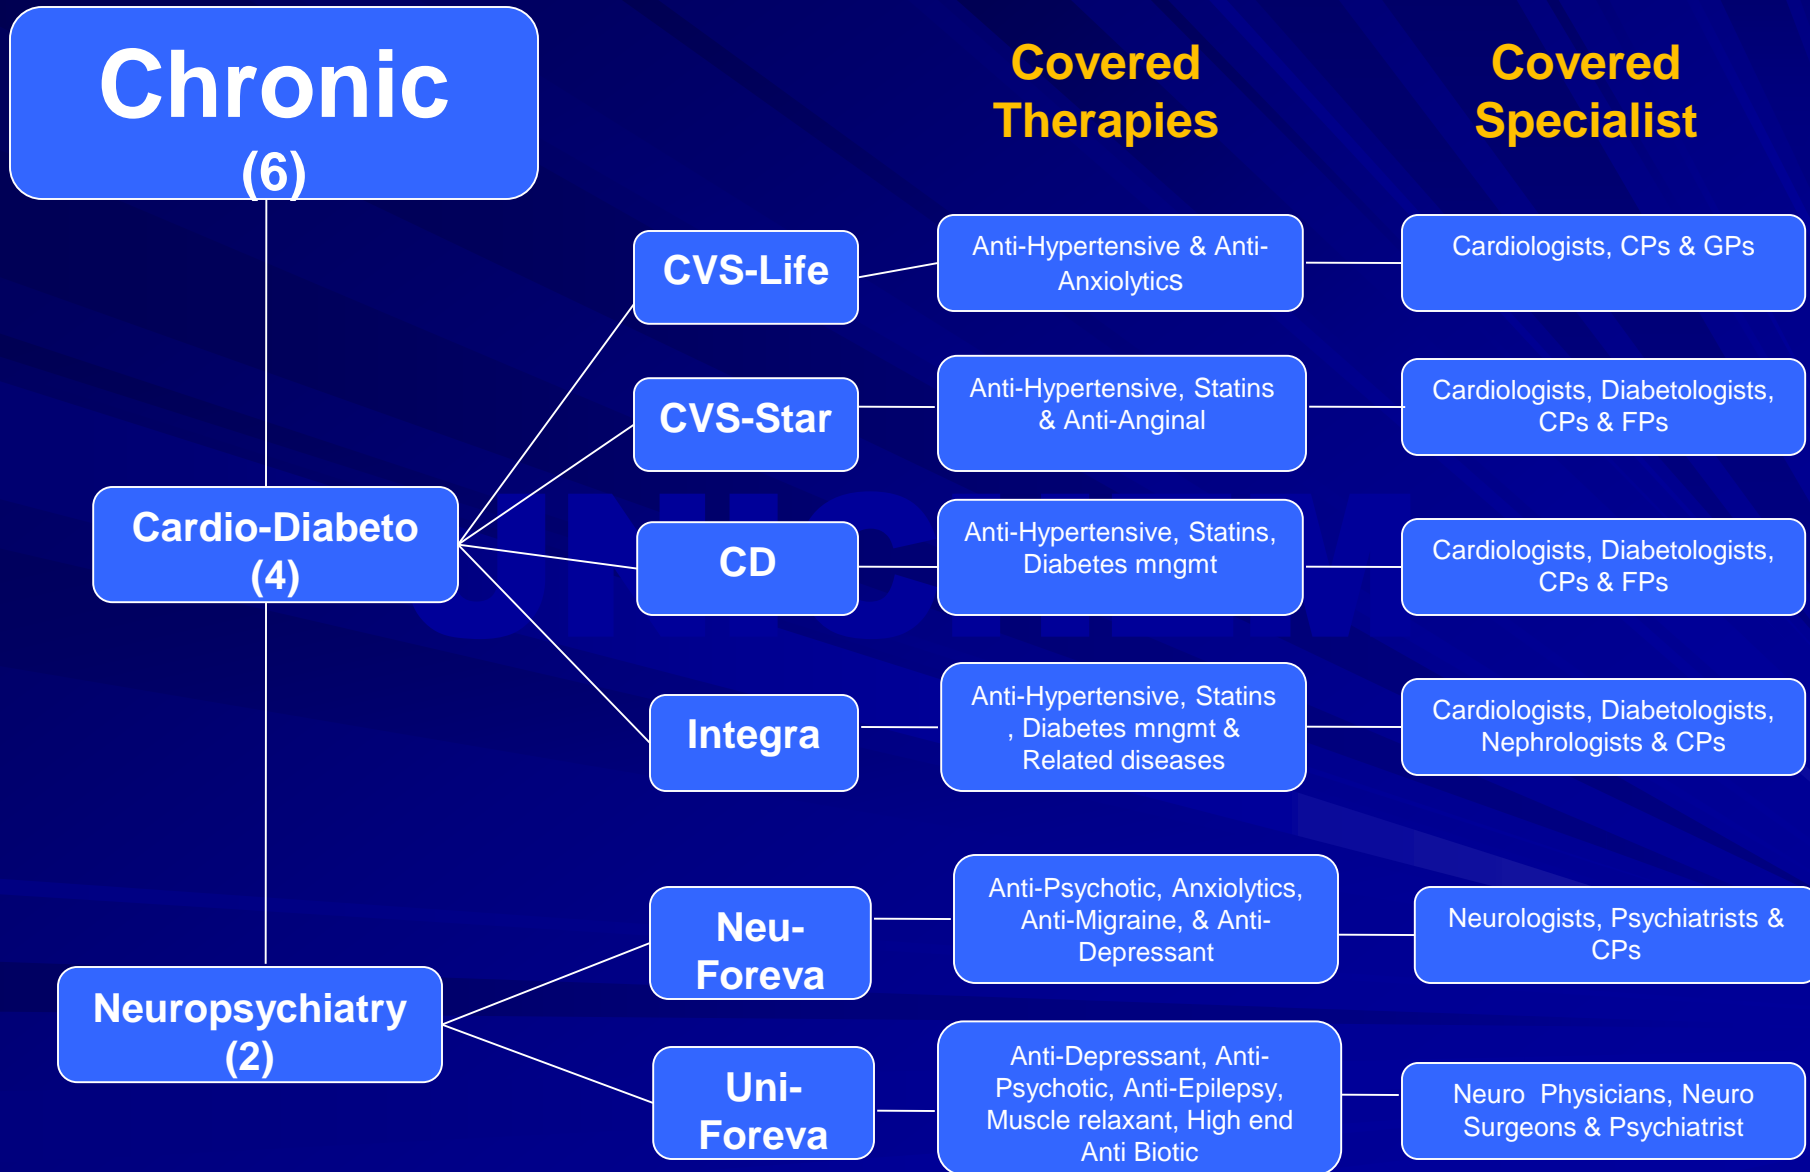 Chronic
(6)
Covered
Therapies
Covered
Specialist
CVS-Life
Anti-Hypertensive & Anti-
Anxiolytics
Cardiologists, CPs & GPs
CVS-Star
Anti-Hypertensive, Statins
& Anti-Anginal
Cardiologists, Diabetologists,
CPs & FPs
Cardio-Diabeto
(4)
CD
Anti-Hypertensive, Statins,
Diabetes mngmt
Cardiologists, Diabetologists,
CPs & FPs
UNICHEM
Integra
Anti-Hypertensive, Statins
, Diabetes mngmt &
Related diseases
Cardiologists, Diabetologists,
Nephrologists & CPs
Neuropsychiatry
(2)
Neu-
Foreva
Anti-Psychotic, Anxiolytics,
Anti-Migraine, & Anti-
Depressant
Neurologists, Psychiatrists &
CPs
Uni-
Foreva
Anti-Depressant, Anti-
Psychotic, Anti-Epilepsy,
Muscle relaxant, High end
Anti Biotic
Neuro  Physicians, Neuro
Surgeons & Psychiatrist